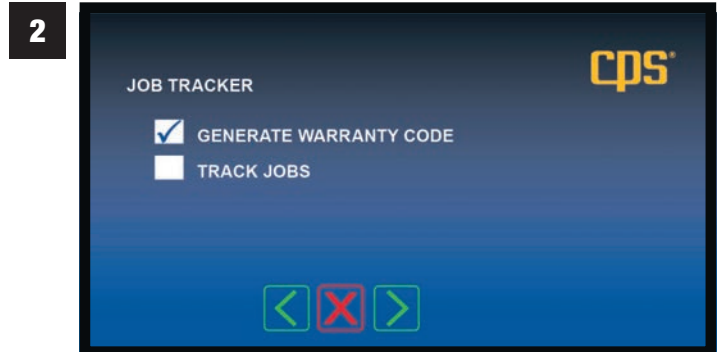 2
cps®
JOB TRACKER
GENERATE WARRANTY CODE
TRACK JOBS